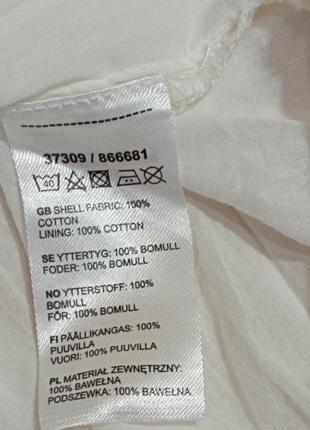 37309 / 866681
40
GB SHELL FABRIC: 100%
COTTON
LINING: 100% COTTON
SE YTTERTYG: 100% BOMULL
FODER: 100% BOMULL
NO YTTERSTOFF: 100%
BOMULL
FÔR: 100% BOMULL
FI PÄÄLLIKANGAS: 100%
PUUVILLA
VUORI: 100% PUUVILLA
PL MATERIAŁ ZEWNĘTRZNY:
100% BAWEŁNA
PODSZEWKA: 100% BAWEŁNA